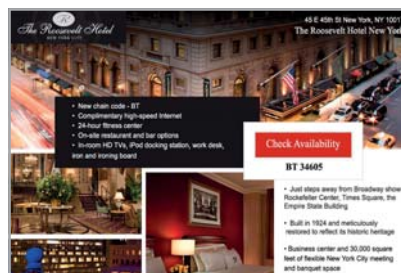 The Roosevelt Hotel
NEW YORK CITY
45 E 45th St New York, NY 1001
The Roosevelt Hotel New York
• New chain code - BT
• Complimentary high-speed Internet
• 24-hour fitness center
• On-site restaurant and bar options
• In-room HD TVs, iPod docking station, work desk,
iron and ironing board
Check Availability
BT 34605
• Just steps away from Broadway show
Rockefeller Center, Times Square, the
Empire State Building
• Built in 1924 and meticulously
restored to reflect its historic heritage
• Business center and 30,000 square
feet of flexible New York City meeting
and banquet space